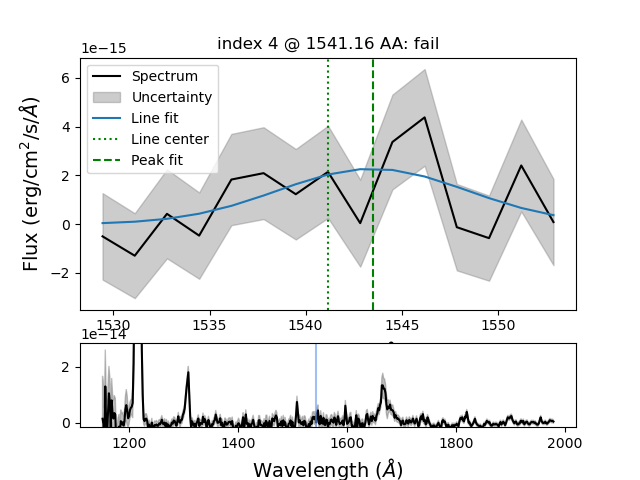 index 4 @ 1541.16 AA: fail
1e−15
6
4
2
0
−2
Flux (erg/cm²/s/Å)
Spectrum
Uncertainty
Line fit
Line center
Peak fit
1530 1535 1540 1545 1550
1e−14
2
0
1200 1400 1600 1800 2000
Wavelength (Å)